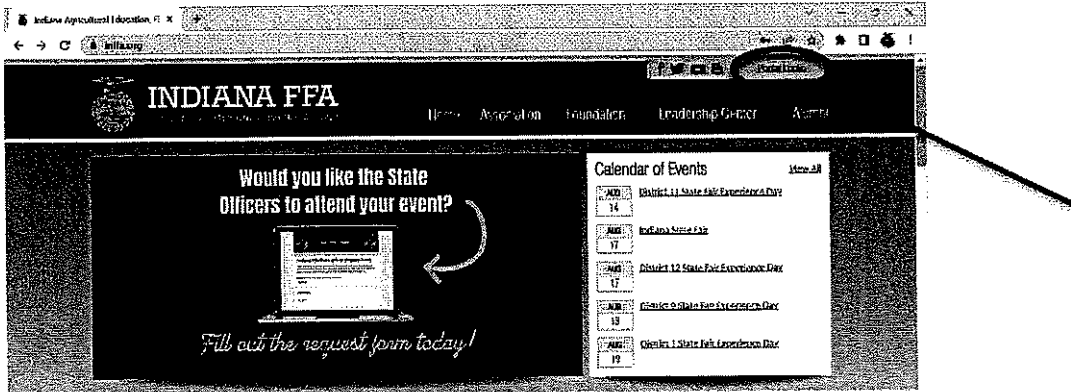 Indiana Agricultural Education, F
INDIANA FFA
Home Association Foundation Leadership Center Alumni
Would you like the State
Officers to attend your event?
Fill out the request form today!
Calendar of Events View All
AUG
14
District 11 State Fair Experience Day
AUG
17
Indiana State Fair
AUG
17
District 12 State Fair Experience Day
AUG
District 9 State Fair Experience Day
AUG
19
District 1 State Fair Experience Day